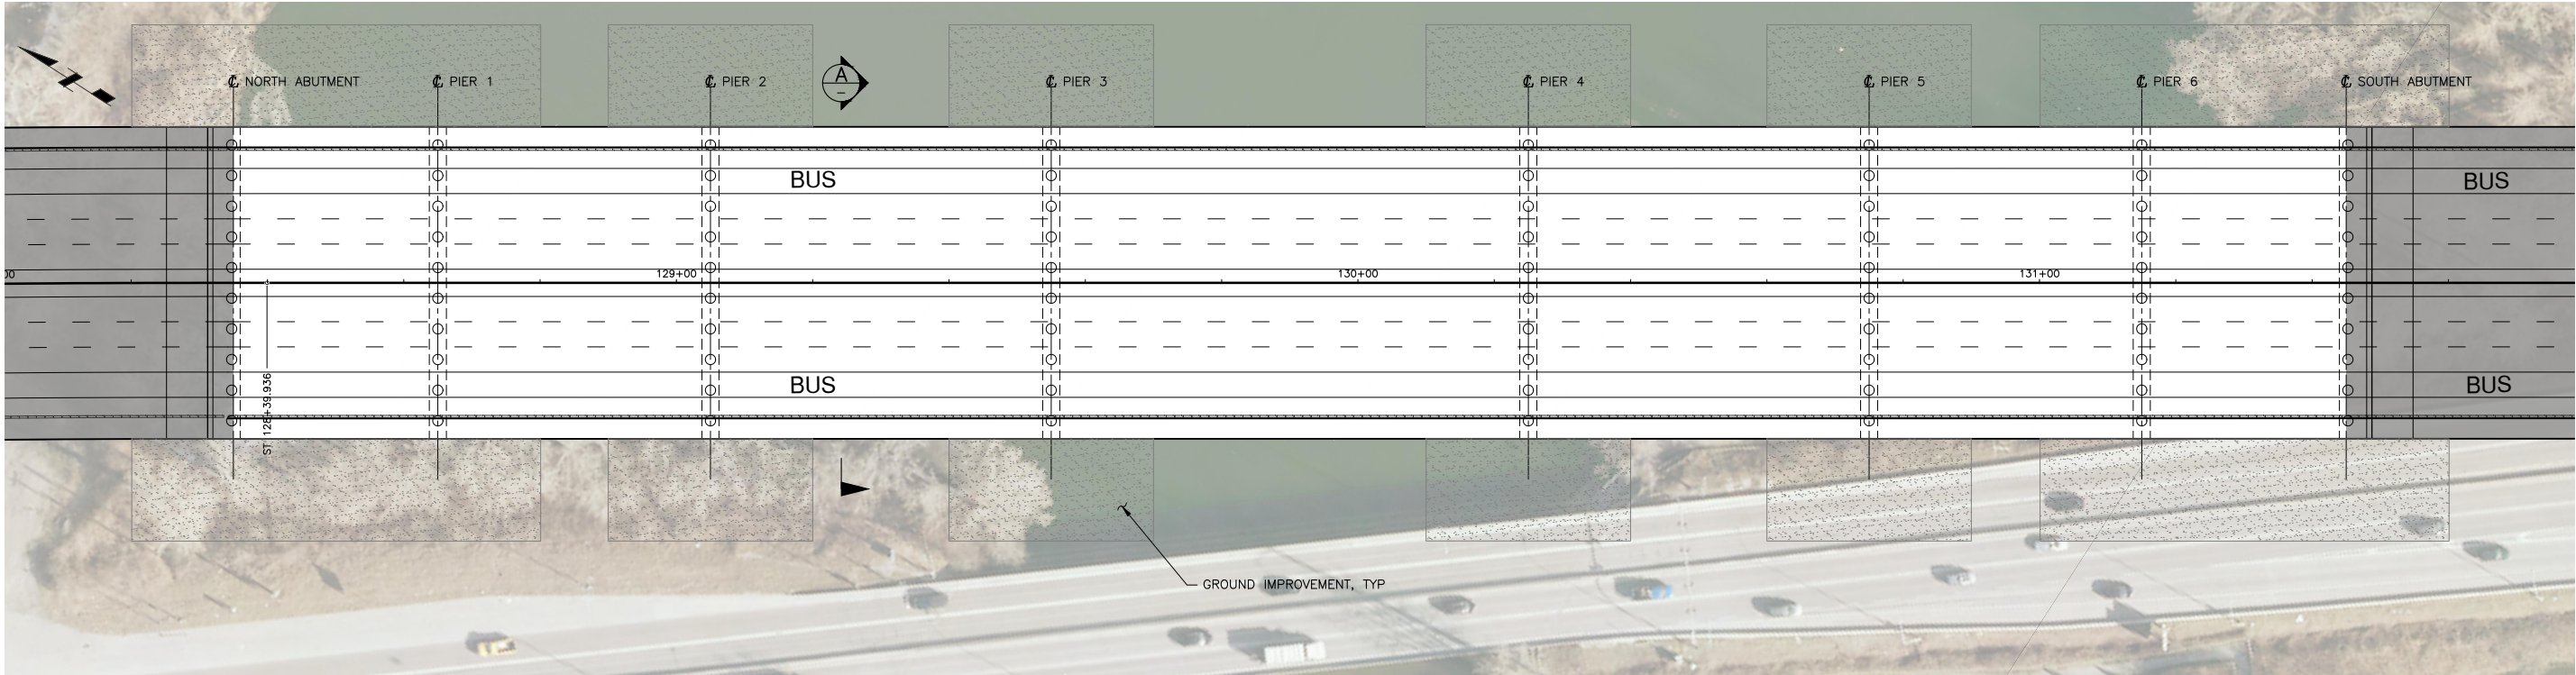 ℄ NORTH ABUTMENT
℄ PIER 1
℄ PIER 2
A
–
℄ PIER 3
℄ PIER 4
℄ PIER 5
℄ PIER 6
℄ SOUTH ABUTMENT
BUS
BUS
00
129+00
130+00
131+00
ST 128+39.936
BUS
BUS
GROUND IMPROVEMENT, TYP